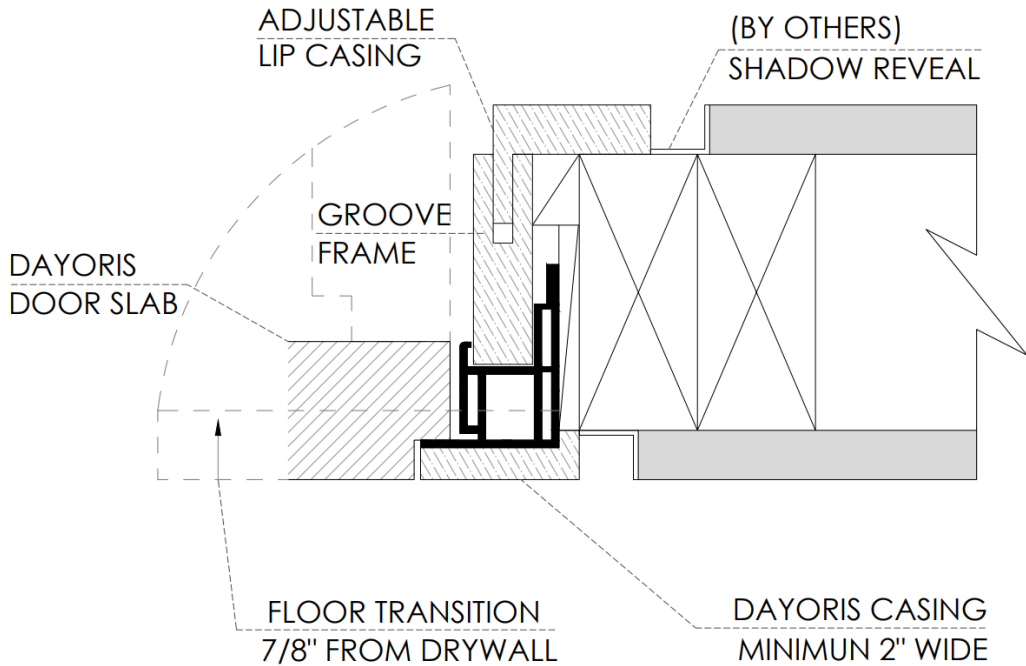 ADJUSTABLE
LIP CASING
(BY OTHERS)
SHADOW REVEAL
GROOVE
FRAME
DAYORIS
DOOR SLAB
FLOOR TRANSITION
7/8" FROM DRYWALL
DAYORIS CASING
MINIMUN 2" WIDE